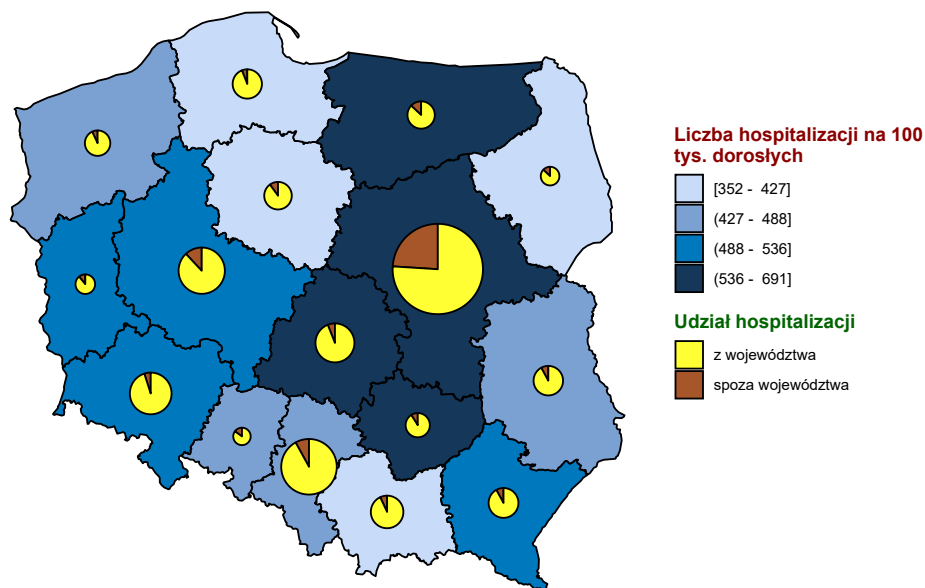 Liczba hospitalizacji na 100
tys. dorosłych
[352 - 427]
(427 - 488]
(488 - 536]
(536 - 691]
Udział hospitalizacji
z województwa
spoza województwa